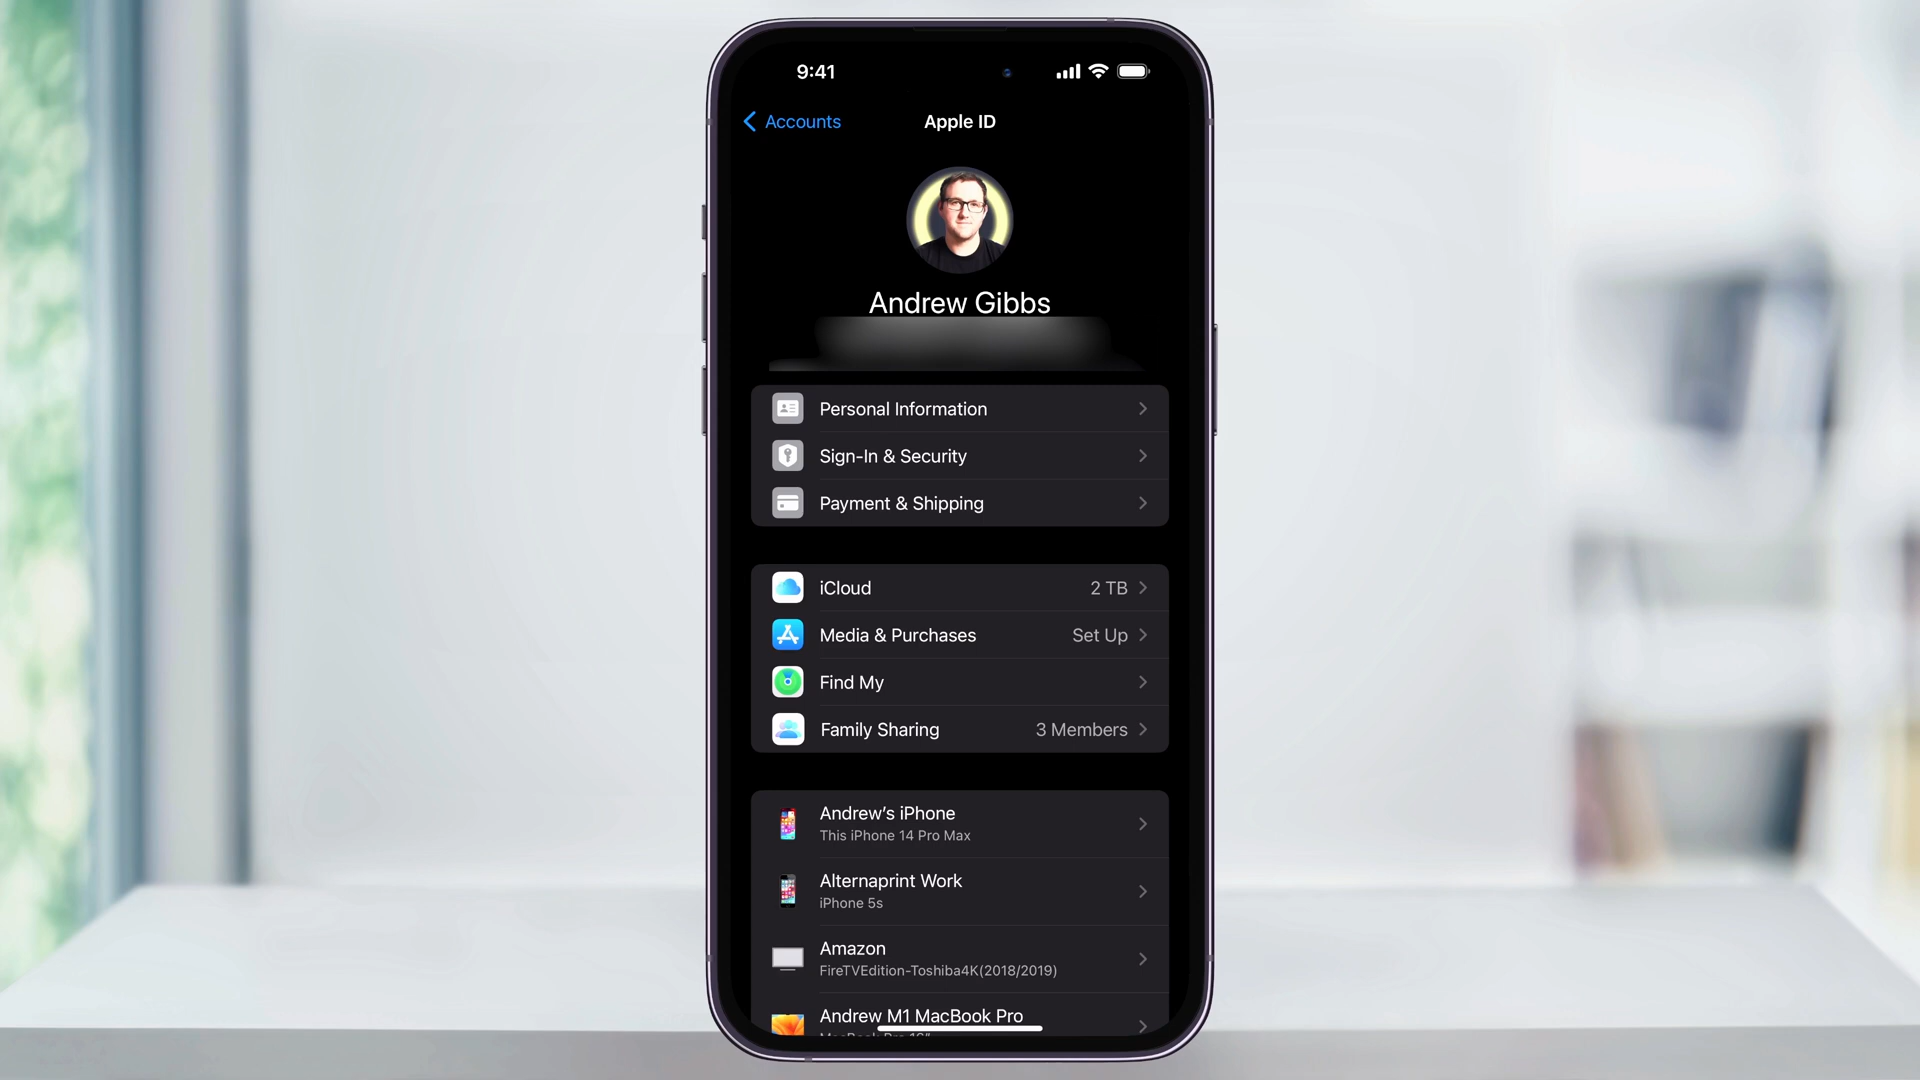 9:41
Accounts
Apple ID
Andrew Gibbs
Personal Information
Sign-In & Security
Payment & Shipping
iCloud 2 TB
Media & Purchases Set Up
Find My
Family Sharing 3 Members
Andrew’s iPhone
This iPhone 14 Pro Max
Alternaprint Work
iPhone 5s
Amazon
FireTVEdition-Toshiba4K(2018/2019)
Andrew M1 MacBook Pro